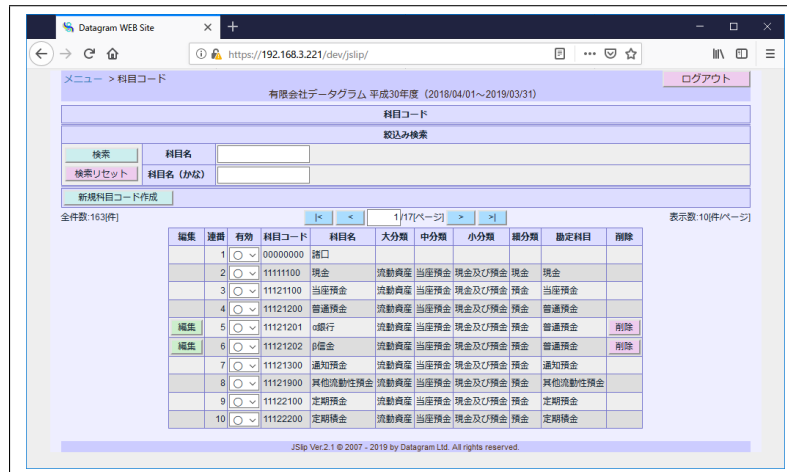 Datagram WEB Site
https://192.168.3.221/dev/jslip/
メニュー > 科目コード
ログアウト
有限会社データグラム 平成30年度（2018/04/01～2019/03/31）
科目コード
絞込み検索
検索 科目名
検索リセット 科目名（かな）
新規科目コード作成
全件数:163[件] |< < 1/17[ページ] > >| 表示数:10[件/ページ]
編集 連番 有効 科目コード 科目名 大分類 中分類 小分類 細分類 勘定科目 削除
1 ○ 00000000 諸口
2 ○ 11111100 現金 流動資産 当座預金 現金及び預金 現金 現金
3 ○ 11121100 当座預金 流動資産 当座預金 現金及び預金 預金 当座預金
4 ○ 11121200 普通預金 流動資産 当座預金 現金及び預金 預金 普通預金
編集 5 ○ 11121201 α銀行 流動資産 当座預金 現金及び預金 預金 普通預金 削除
編集 6 ○ 11121202 β信金 流動資産 当座預金 現金及び預金 預金 普通預金 削除
7 ○ 11121300 通知預金 流動資産 当座預金 現金及び預金 預金 通知預金
8 ○ 11121900 其他流動性預金 流動資産 当座預金 現金及び預金 預金 其他流動性預金
9 ○ 11122100 定期預金 流動資産 当座預金 現金及び預金 預金 定期預金
10 ○ 11122200 定期積金 流動資産 当座預金 現金及び預金 預金 定期積金
JSlip Ver.2.1 © 2007 - 2019 by Datagram Ltd. All rights reserved.